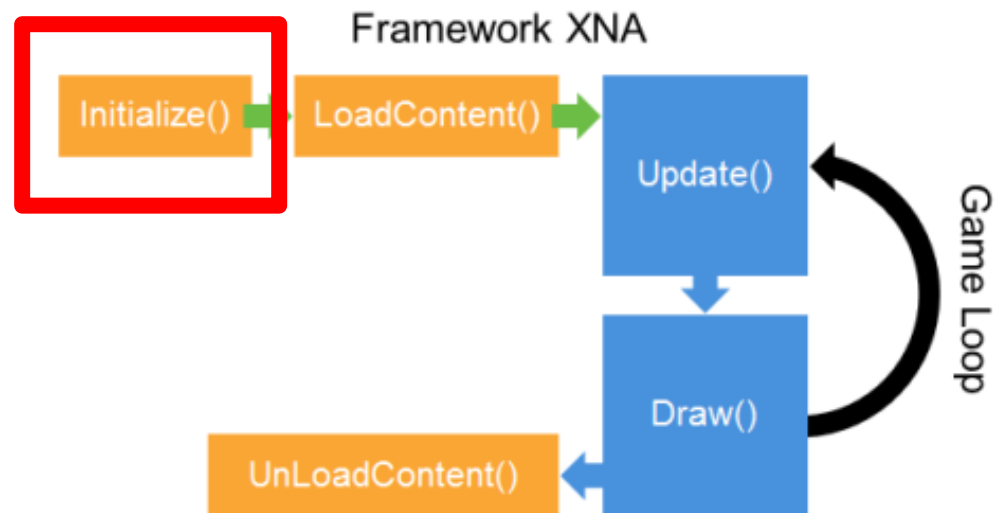 Framework XNA
Initialize()
LoadContent()
Update()
Game Loop
Draw()
UnLoadContent()